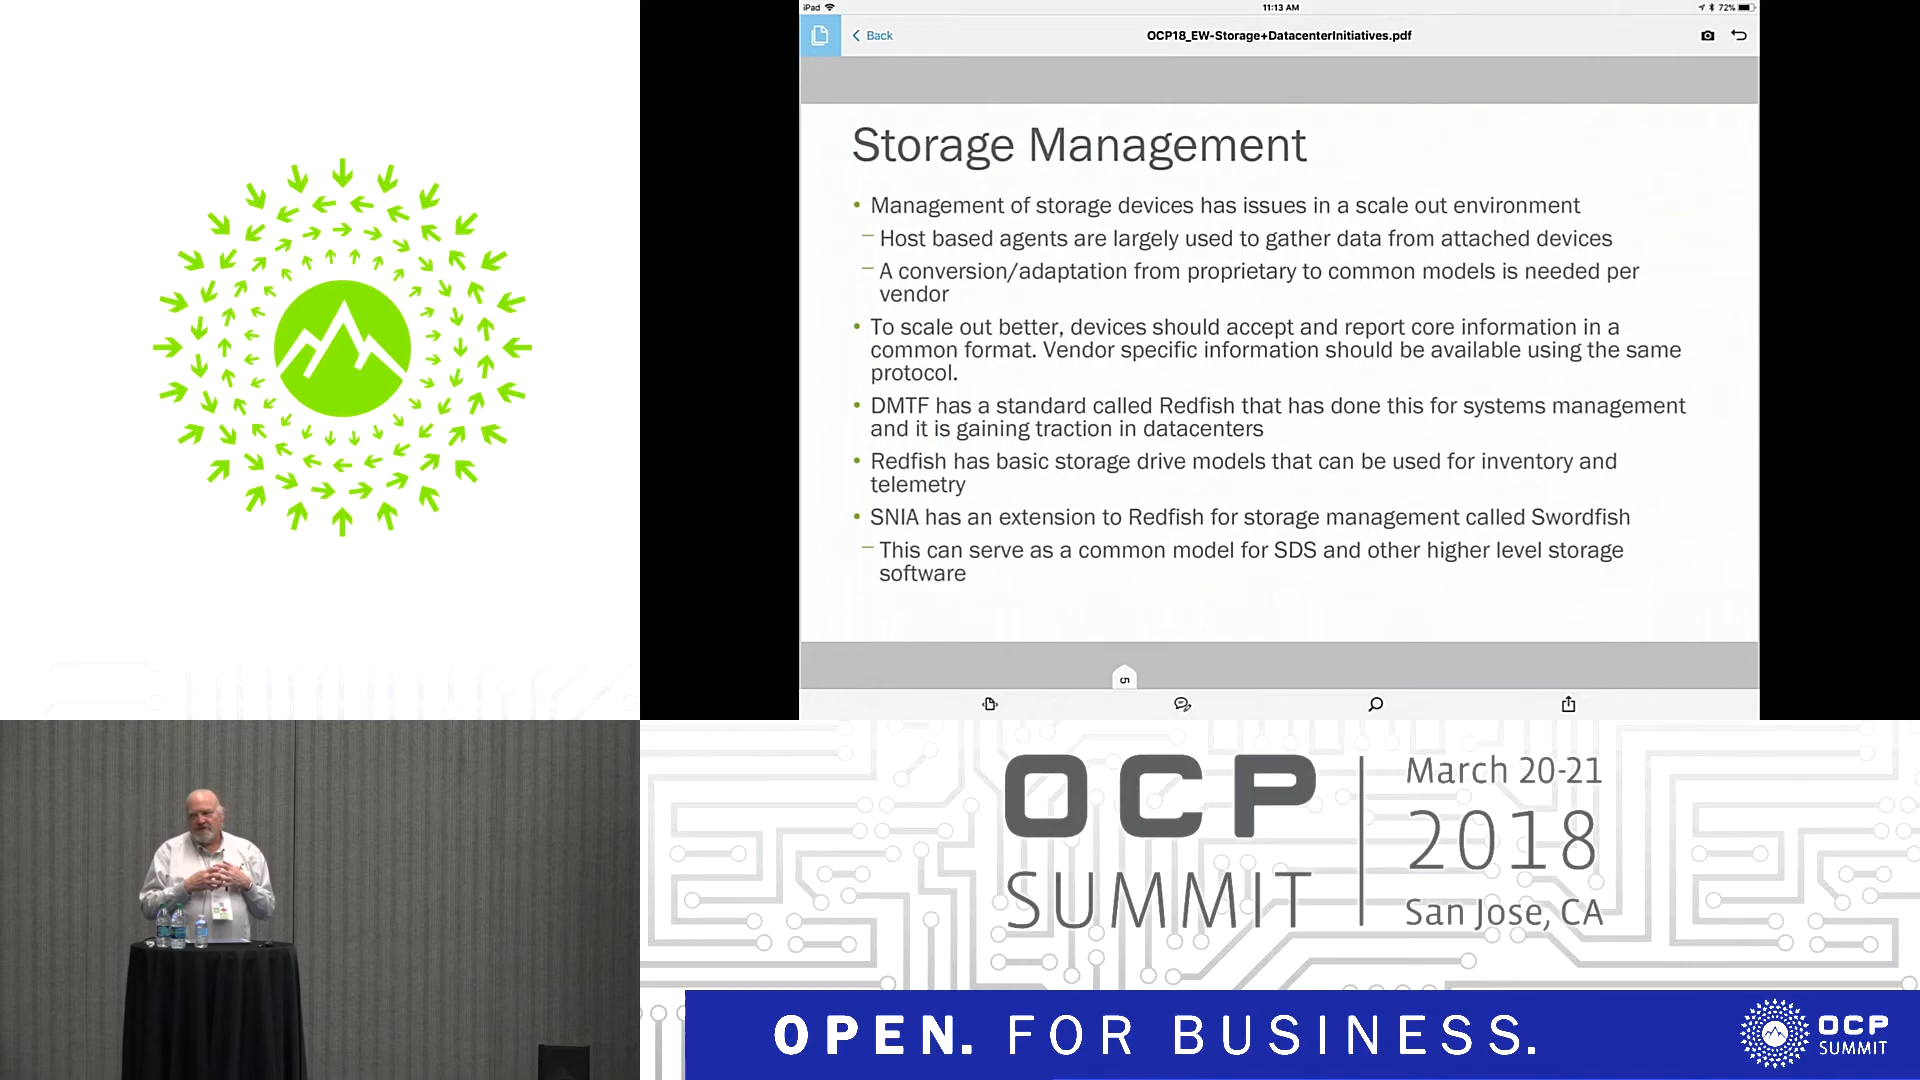 iPad
11:13 AM
72%
Back
OCP18_EW-Storage+DatacenterInitiatives.pdf
Storage Management
• Management of storage devices has issues in a scale out environment
– Host based agents are largely used to gather data from attached devices
– A conversion/adaptation from proprietary to common models is needed per
vendor
• To scale out better, devices should accept and report core information in a
common format. Vendor specific information should be available using the same
protocol.
• DMTF has a standard called Redfish that has done this for systems management
and it is gaining traction in datacenters
• Redfish has basic storage drive models that can be used for inventory and
telemetry
• SNIA has an extension to Redfish for storage management called Swordfish
– This can serve as a common model for SDS and other higher level storage
software
5
OCP
SUMMIT
March 20-21
2018
San Jose, CA
OPEN. FOR BUSINESS.
OCP
SUMMIT